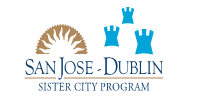 SAN JOSE - DUBLIN
SISTER CITY PROGRAM